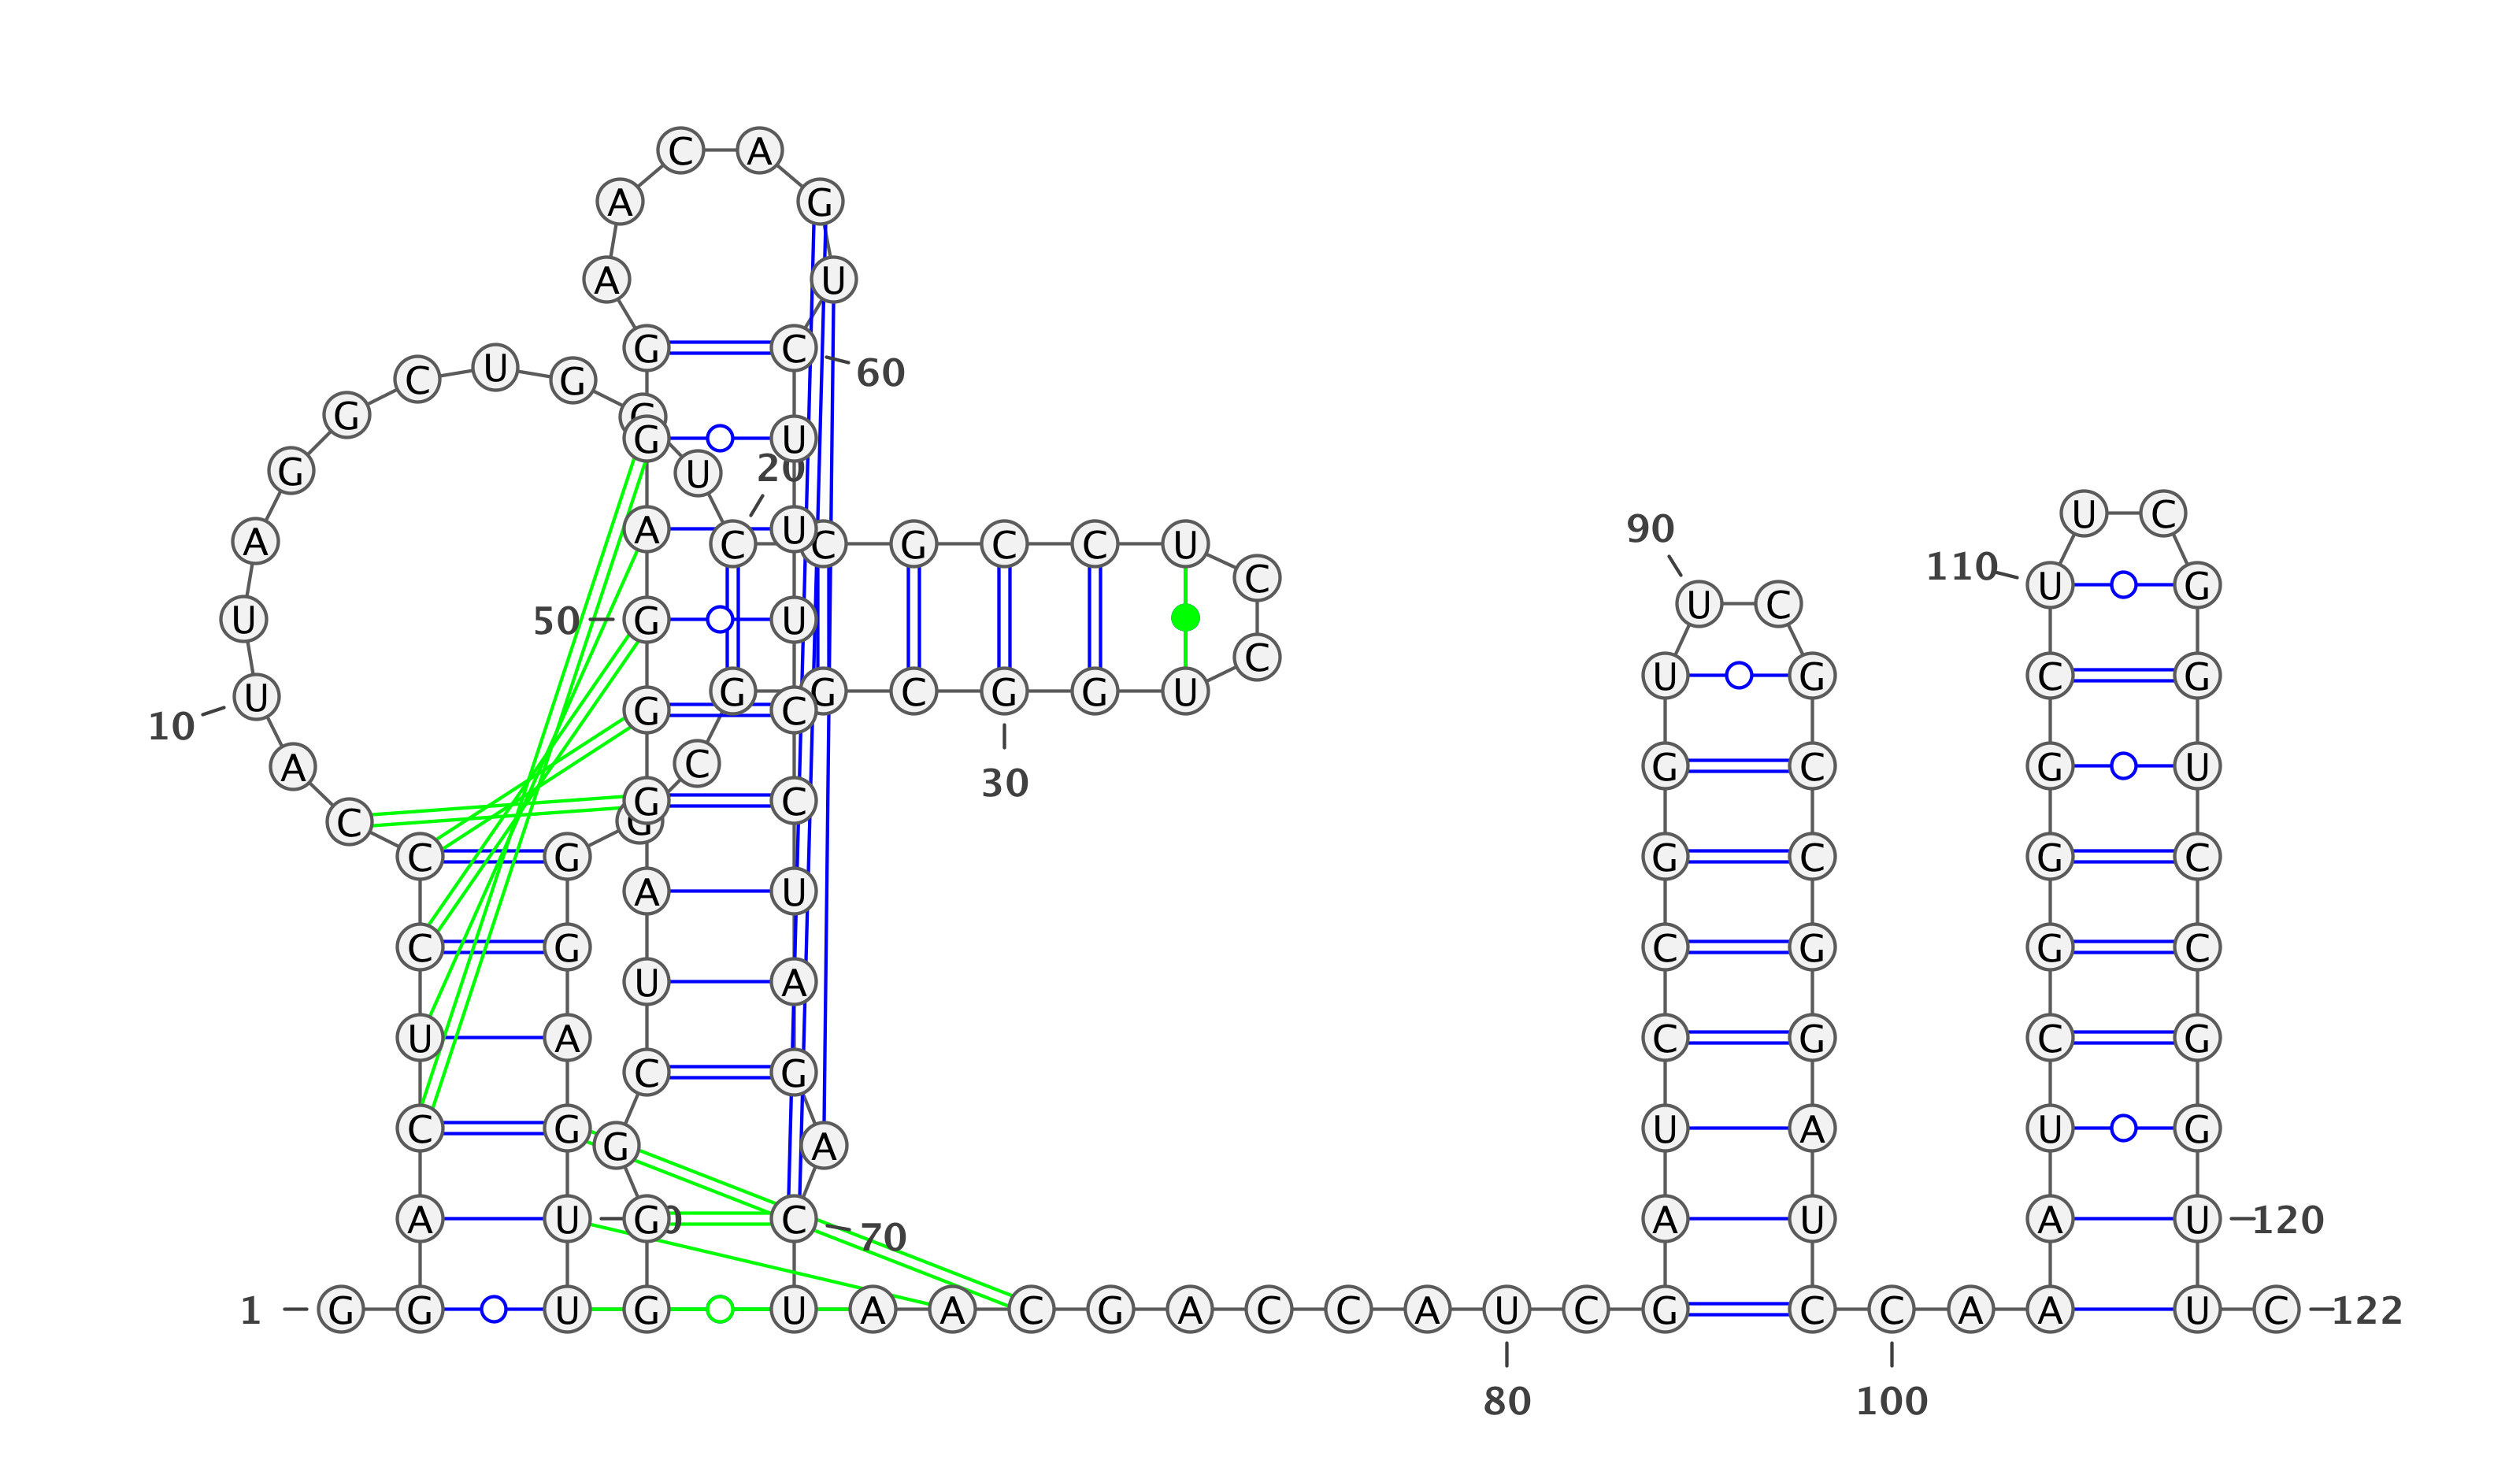 C A
A G
A U
G C
C U G 60
G G
G U
G U 20
U C
A U 90
A C U C G C C U
110 U G
C
U C
U 50 G U
C
U G C G
U G G C G G U
10 G C
A C G C G U
30
G C
C G
C G G C G C
A U
C G C G G C
U A
U A C G C G
C G
C G U A U G
G A
A U G C 70 A U A U 120
1 G G U G U A A C G A C C A U C G C C A A U C 122
80 100